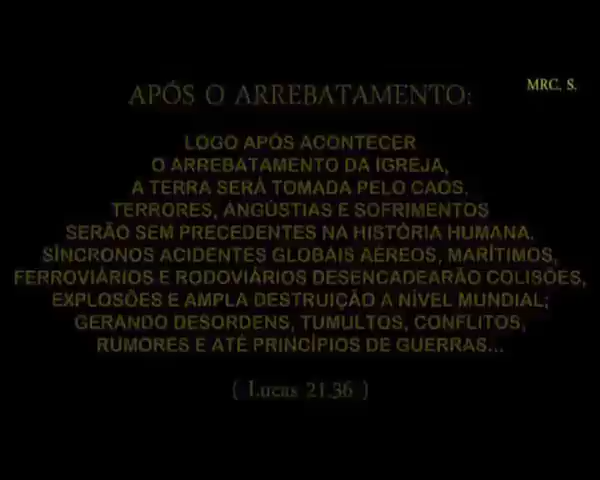 MRC. S.
APÓS O ARREBATAMENTO:
LOGO APÓS ACONTECER
O ARREBATAMENTO DA IGREJA,
A TERRA SERÁ TOMADA PELO CAOS.
TERRORES, ANGÚSTIAS E SOFRIMENTOS
SERÃO SEM PRECEDENTES NA HISTÓRIA HUMANA.
SÍNCRONOS ACIDENTES GLOBAIS AÉREOS, MARÍTIMOS,
FERROVIÁRIOS E RODOVIÁRIOS DESENCADEARÃO COLISÕES,
EXPLOSÕES E AMPLA DESTRUIÇÃO A NÍVEL MUNDIAL;
GERANDO DESORDENS, TUMULTOS, CONFLITOS,
RUMORES E ATÉ PRINCÍPIOS DE GUERRAS...
( Lucas 21.36 )